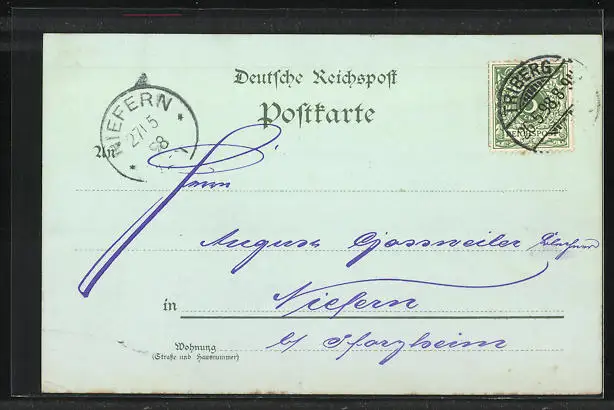 Deutsche Reichspost
Postkarte
NIEFERN
27/5
98
TRIBERG
REICHSPOST
An
Herrn
August Gossweiler
in Niefern
b/ Pforzheim
Wohnung
(Straße und Hausnummer)